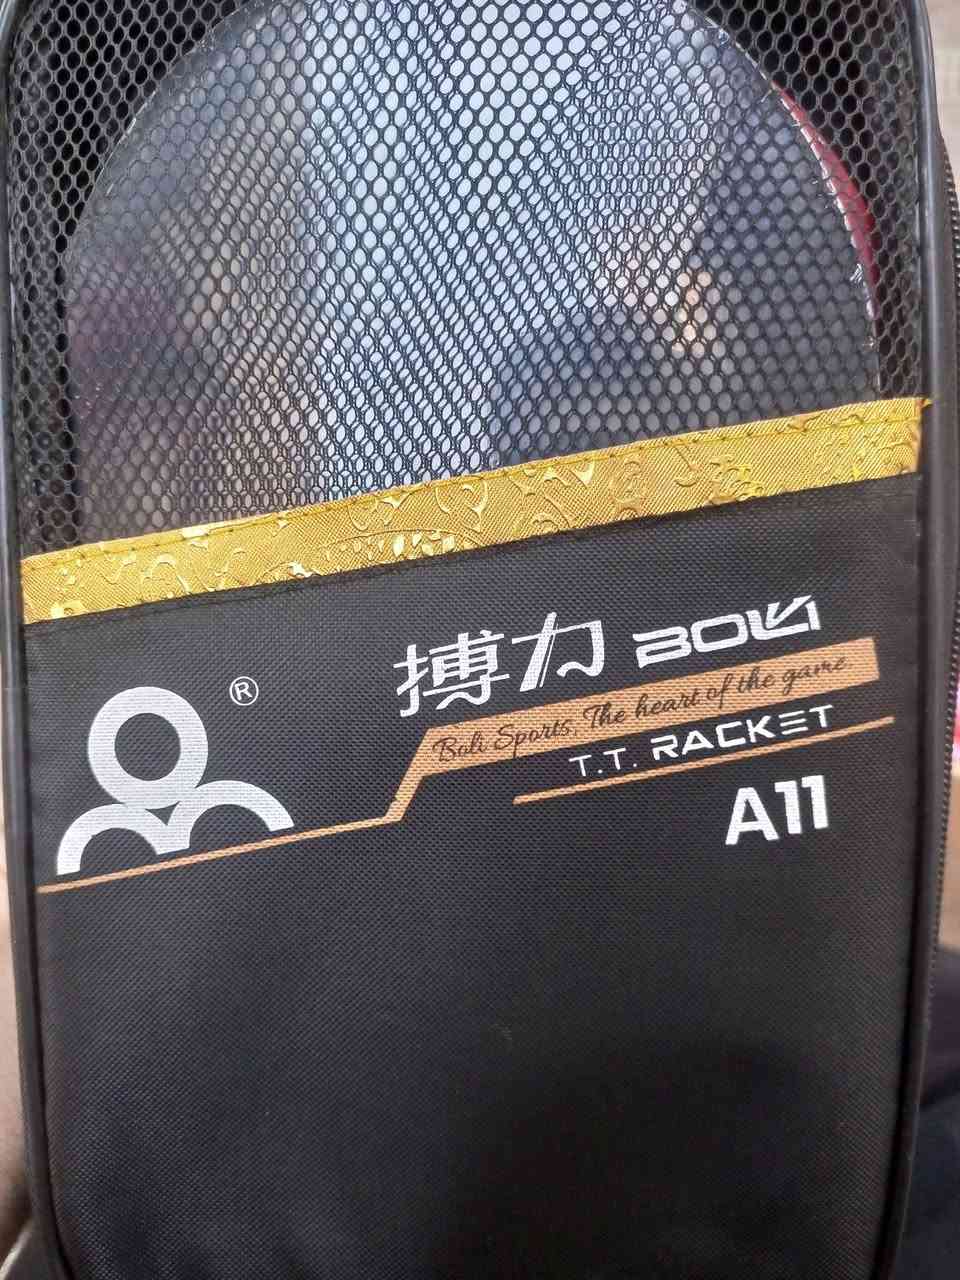 ®
搏力 BOLI
Boli Sports, The heart of the game
T.T. RACKET
A11